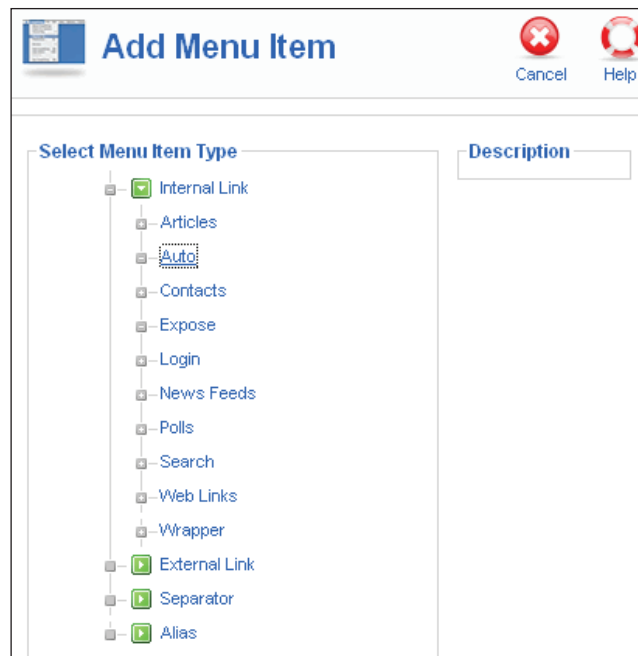 Add Menu Item
Cancel
Help
Select Menu Item Type
Description
Internal Link
Articles
Auto
Contacts
Expose
Login
News Feeds
Polls
Search
Web Links
Wrapper
External Link
Separator
Alias